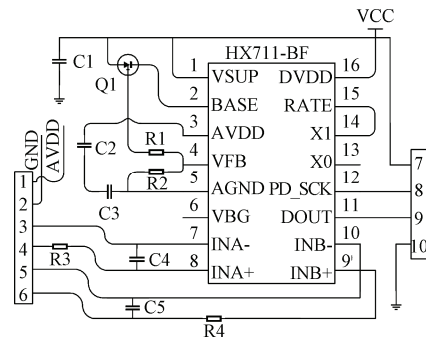 VCC
HX711-BF
C1
Q1
1 VSUP DVDD 16
2 BASE RATE 15
3 AVDD X1 14
4 VFB X0 13
5 AGND PD_SCK 12
6 VBG DOUT 11
7 INA- INB- 10
8 INA+ INB+ 9
R1
C2
R2
C3
GND
AVDD
1
2
3
4
5
6
R3
C4
C5
R4
7
8
9
10